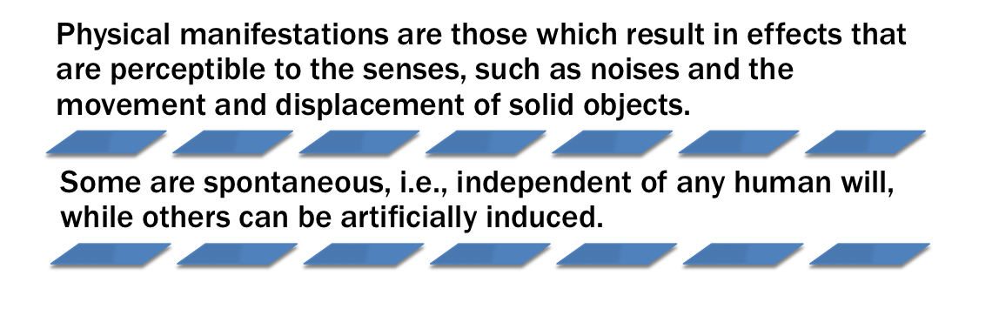 Physical manifestations are those which result in effects that
are perceptible to the senses, such as noises and the
movement and displacement of solid objects.
Some are spontaneous, i.e., independent of any human will,
while others can be artificially induced.